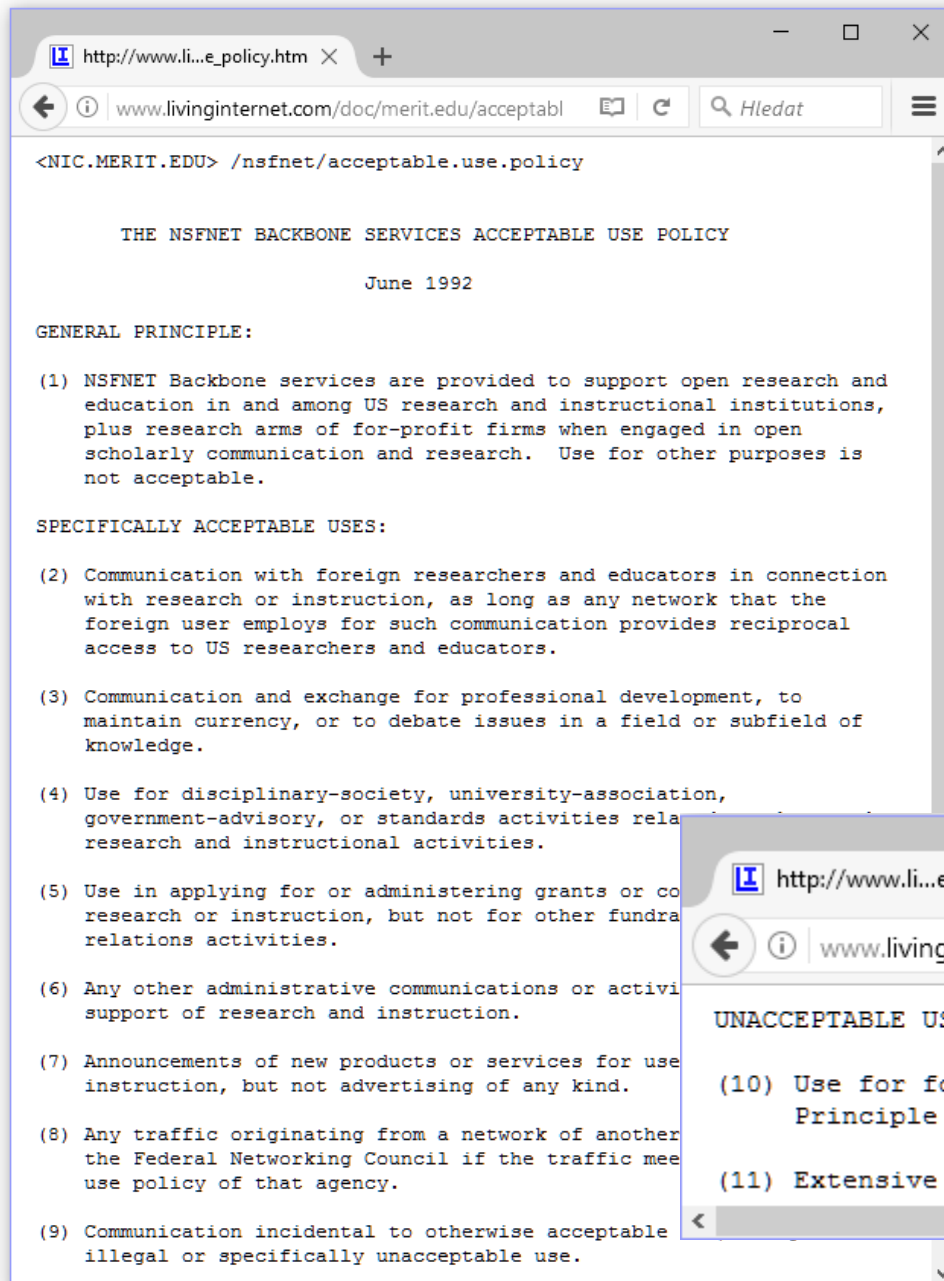 http://www.li...e_policy.htm
www.livinginternet.com/doc/merit.edu/acceptabl
Hledat
<NIC.MERIT.EDU> /nsfnet/acceptable.use.policy
THE NSFNET BACKBONE SERVICES ACCEPTABLE USE POLICY
June 1992
GENERAL PRINCIPLE:
(1) NSFNET Backbone services are provided to support open research and
education in and among US research and instructional institutions,
plus research arms of for-profit firms when engaged in open
scholarly communication and research. Use for other purposes is
not acceptable.
SPECIFICALLY ACCEPTABLE USES:
(2) Communication with foreign researchers and educators in connection
with research or instruction, as long as any network that the
foreign user employs for such communication provides reciprocal
access to US researchers and educators.
(3) Communication and exchange for professional development, to
maintain currency, or to debate issues in a field or subfield of
knowledge.
(4) Use for disciplinary-society, university-association,
government-advisory, or standards activities rela
research and instructional activities.
(5) Use in applying for or administering grants or co
research or instruction, but not for other fundra
relations activities.
(6) Any other administrative communications or activi
support of research and instruction.
(7) Announcements of new products or services for use
instruction, but not advertising of any kind.
(8) Any traffic originating from a network of another
the Federal Networking Council if the traffic mee
use policy of that agency.
(9) Communication incidental to otherwise acceptable
illegal or specifically unacceptable use.
http://www.li...e
www.living
UNACCEPTABLE US
(10) Use for fo
Principle
(11) Extensive